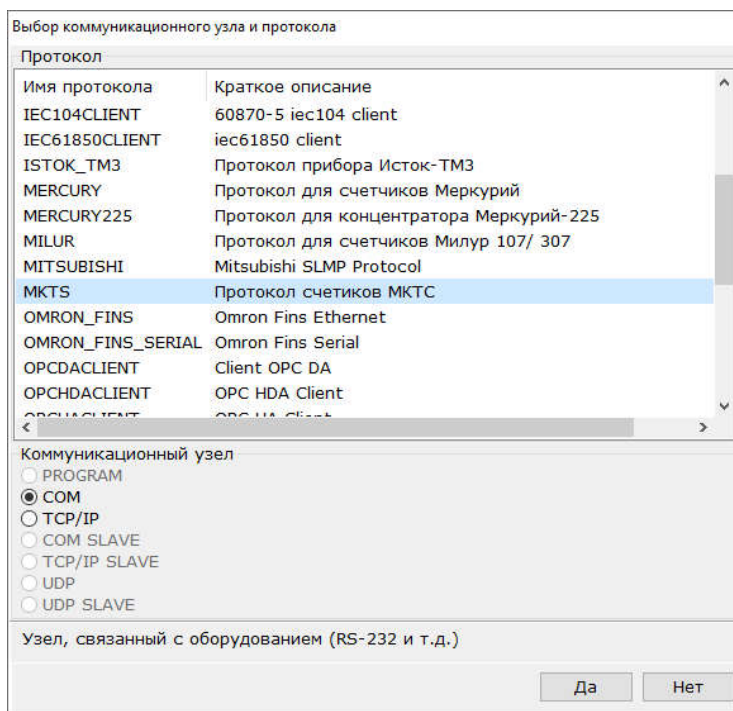 Выбор коммуникационного узла и протокола
Протокол
Имя протокола Краткое описание
IEC104CLIENT 60870-5 iec104 client
IEC61850CLIENT iec61850 client
ISTOK_TM3 Протокол прибора Исток-ТМ3
MERCURY Протокол для счетчиков Меркурий
MERCURY225 Протокол для концентратора Меркурий-225
MILUR Протокол для счетчиков Милур 107/ 307
MITSUBISHI Mitsubishi SLMP Protocol
MKTS Протокол счетиков МКТС
OMRON_FINS Omron Fins Ethernet
OMRON_FINS_SERIAL Omron Fins Serial
OPCDACLIENT Client OPC DA
OPCHDACLIENT OPC HDA Client
OPCUACLIENT OPC UA Client
Коммуникационный узел
PROGRAM
COM
TCP/IP
COM SLAVE
TCP/IP SLAVE
UDP
UDP SLAVE
Узел, связанный с оборудованием (RS-232 и т.д.)
Да Нет